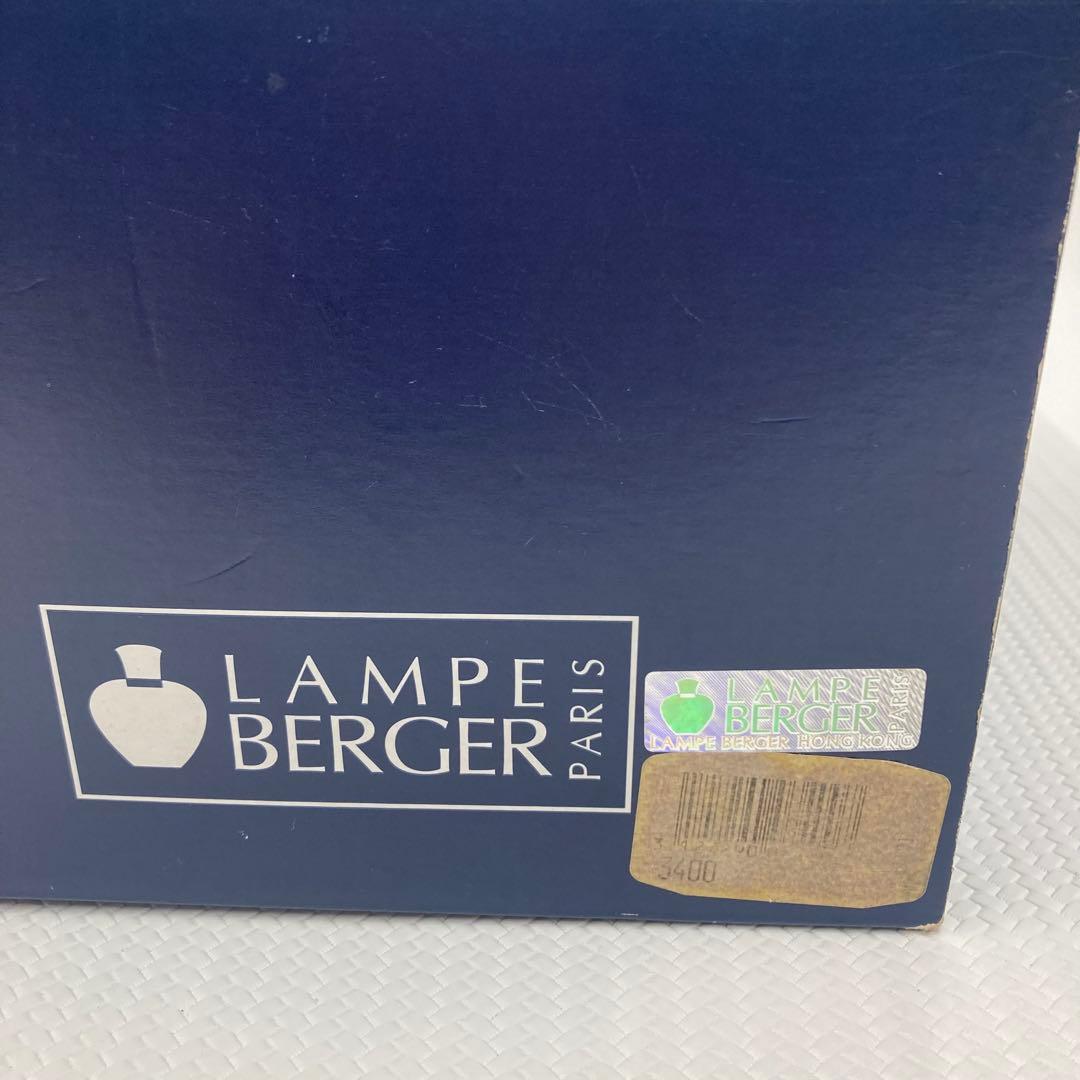 LAMPE
BERGER
PARIS
LAMPE
BERGER
PARIS
LAMPE BERGER HONG KONG
3400